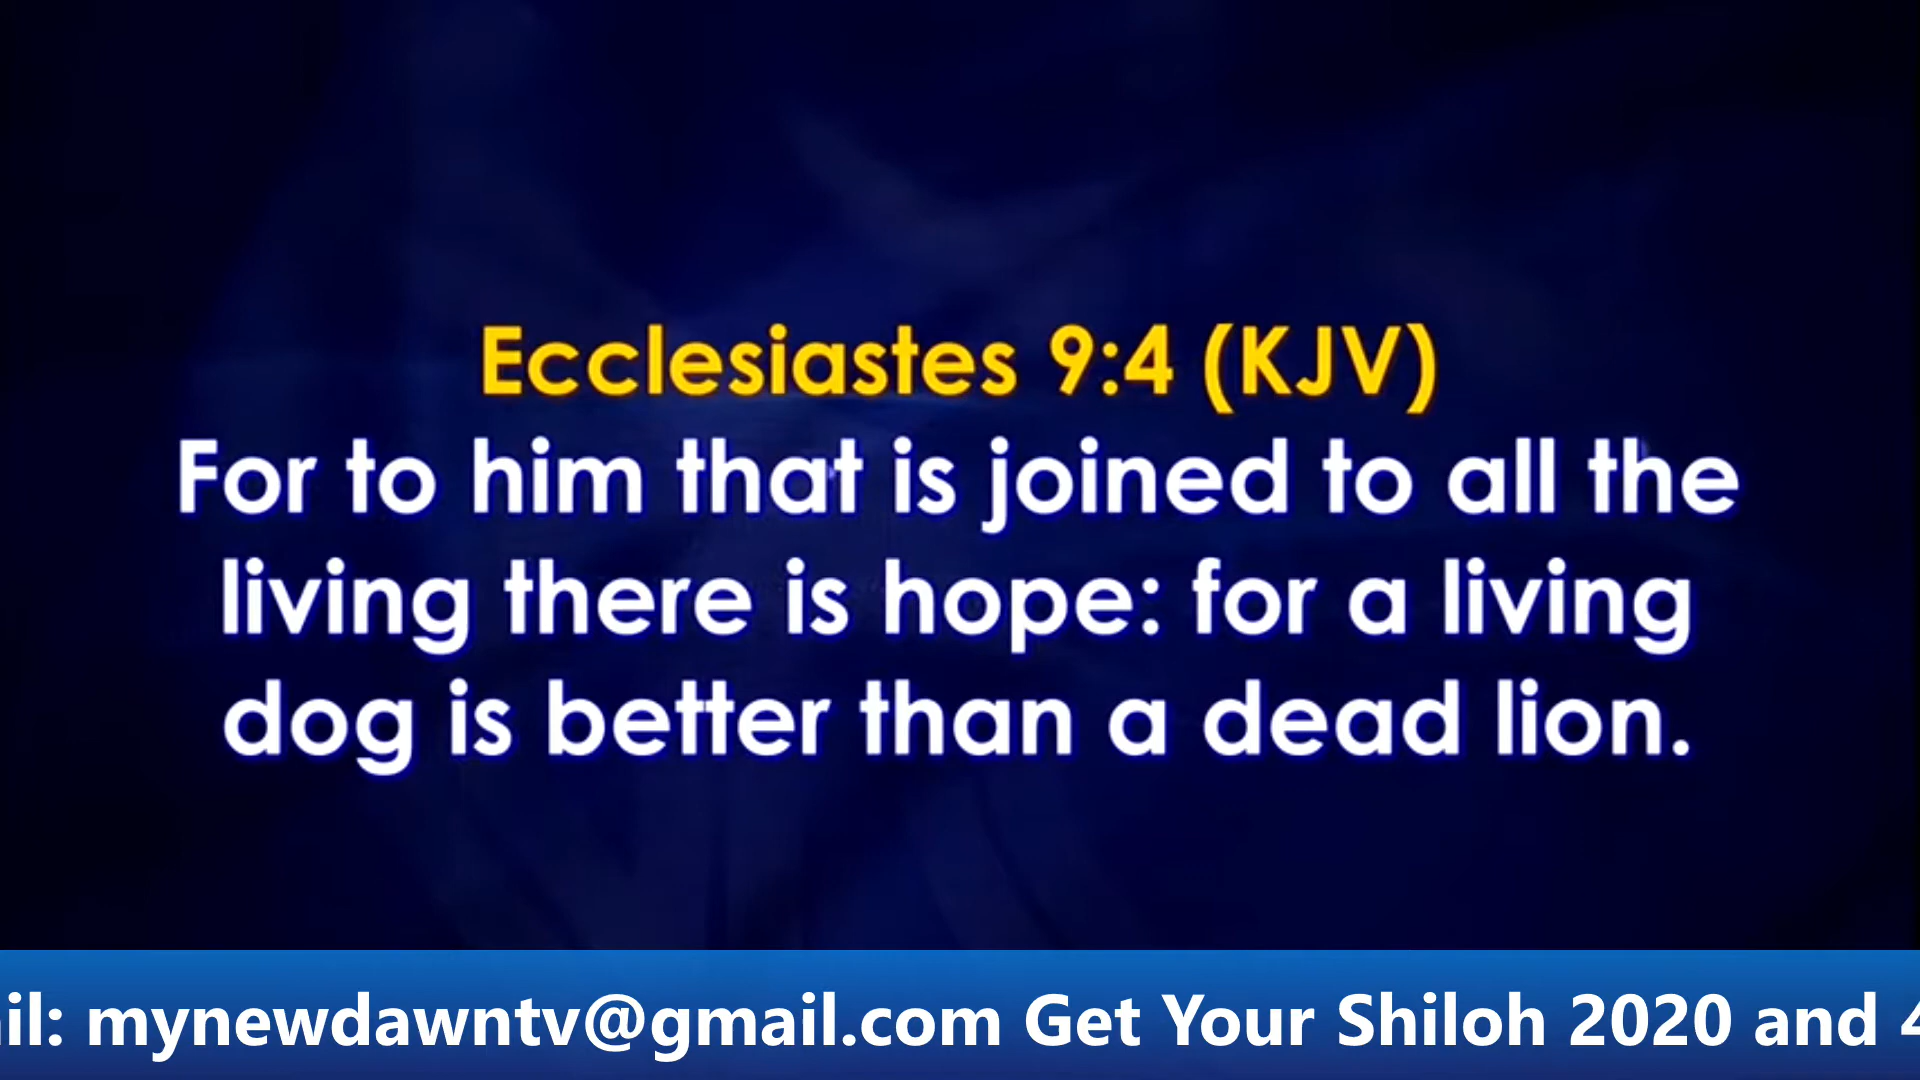 Ecclesiastes 9:4 (KJV)
For to him that is joined to all the
living there is hope: for a living
dog is better than a dead lion.
il: mynewdawntv@gmail.com Get Your Shiloh 2020 and 4